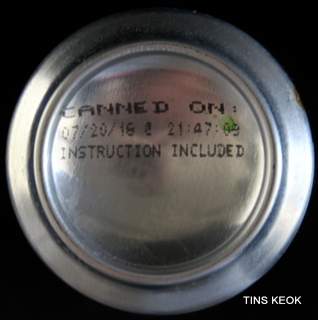 CANNED ON:
07/20/16 @ 21:47:09
INSTRUCTION INCLUDED
TINS KEOK